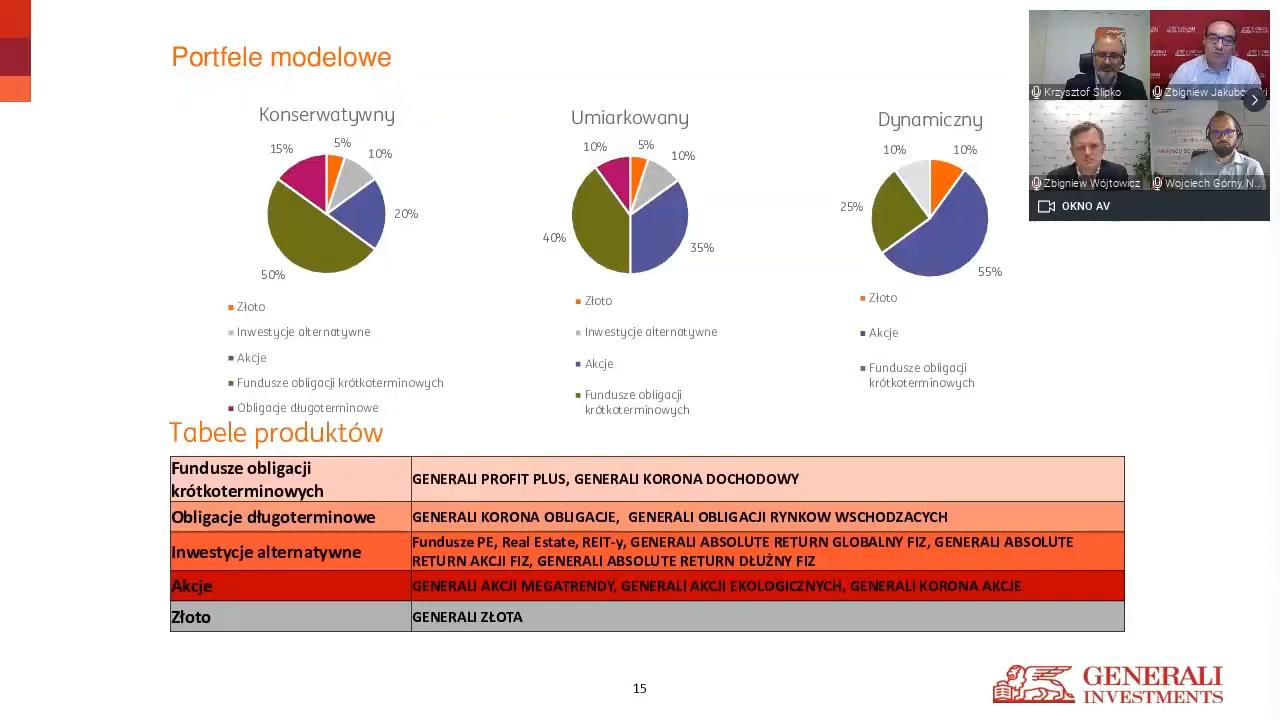 Portfele modelowe
Konserwatywny
5%
10%
15%
20%
50%
Złoto
Inwestycje alternatywne
Akcje
Fundusze obligacji krótkoterminowych
Obligacje długoterminowe
Umiarkowany
5%
10%
10%
35%
40%
Złoto
Inwestycje alternatywne
Akcje
Fundusze obligacji
krótkoterminowych
Dynamiczny
10%
10%
25%
55%
Złoto
Akcje
Fundusze obligacji
krótkoterminowych
Krzysztof Slipko
Zbigniew Wójtowicz
Wojciech Górny, N...
OKNO AV
Tabele produktów
Fundusze obligacji
krótkoterminowych
GENERALI PROFIT PLUS, GENERALI KORONA DOCHODOWY
Obligacje długoterminowe
GENERALI KORONA OBLIGACJE, GENERALI OBLIGACJI RYNKOW WSCHODZACYCH
Inwestycje alternatywne
Fundusze PE, Real Estate, REIT-y, GENERALI ABSOLUTE RETURN GLOBALNY FIZ, GENERALI ABSOLUTE
RETURN AKCJI FIZ, GENERALI ABSOLUTE RETURN DŁUŻNY FIZ
Akcje
GENERALI AKCJI MEGATRENDY, GENERALI AKCJI EKOLOGICZNYCH, GENERALI KORONA AKCJE
Złoto
GENERALI ZŁOTA
15
GENERALI
INVESTMENTS